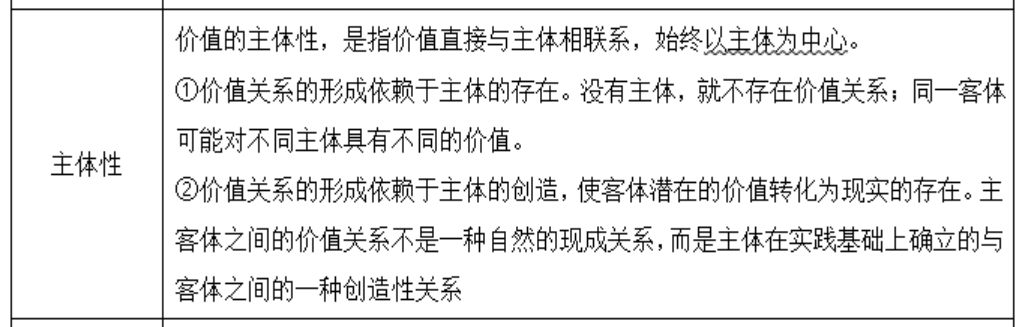 价值的主体性，是指价值直接与主体相联系，始终以主体为中心。
①价值关系的形成依赖于主体的存在。没有主体，就不存在价值关系；同一客体
可能对不同主体具有不同的价值。
主体性
②价值关系的形成依赖于主体的创造，使客体潜在的价值转化为现实的存在。主
客体之间的价值关系不是一种自然的现成关系，而是主体在实践基础上确立的与
客体之间的一种创造性关系